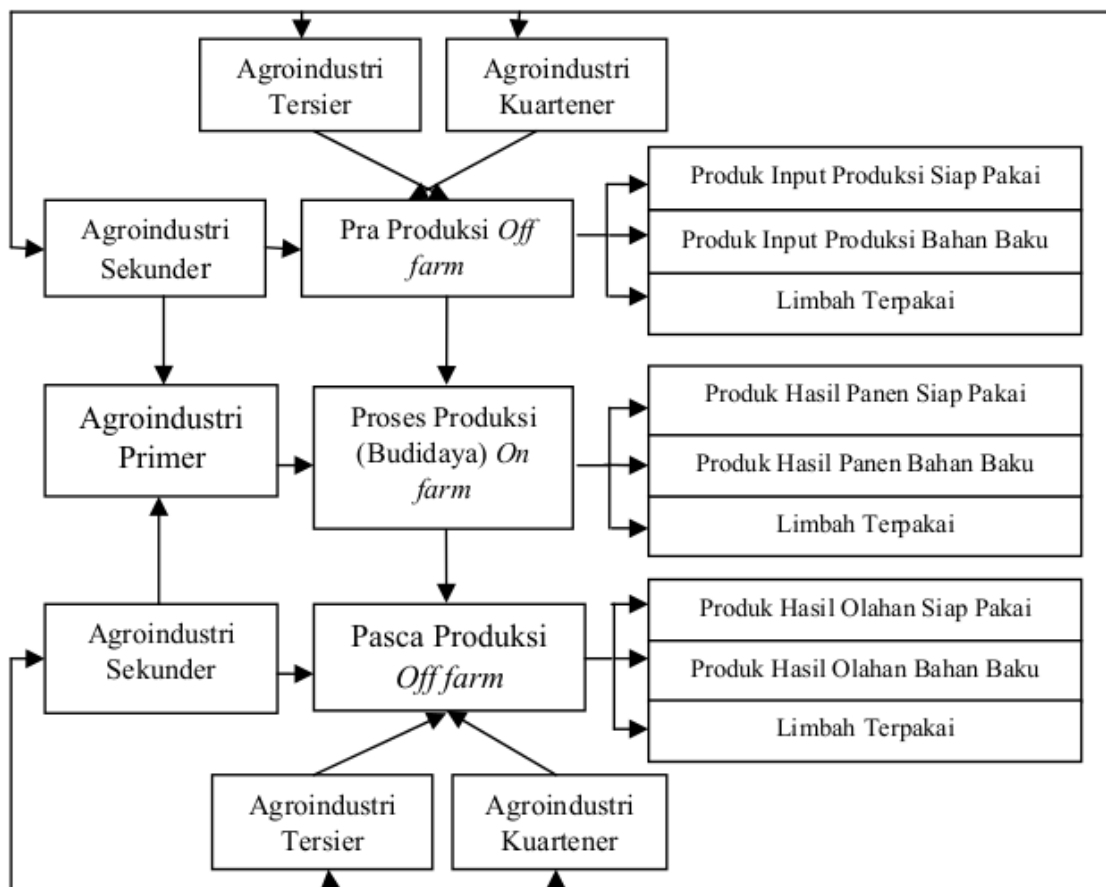 Agroindustri
Tersier
Agroindustri
Kuartener
Agroindustri
Sekunder
Pra Produksi Off
farm
Produk Input Produksi Siap Pakai
Produk Input Produksi Bahan Baku
Limbah Terpakai
Agroindustri
Primer
Proses Produksi
(Budidaya) On
farm
Produk Hasil Panen Siap Pakai
Produk Hasil Panen Bahan Baku
Limbah Terpakai
Agroindustri
Sekunder
Pasca Produksi
Off farm
Produk Hasil Olahan Siap Pakai
Produk Hasil Olahan Bahan Baku
Limbah Terpakai
Agroindustri
Tersier
Agroindustri
Kuartener